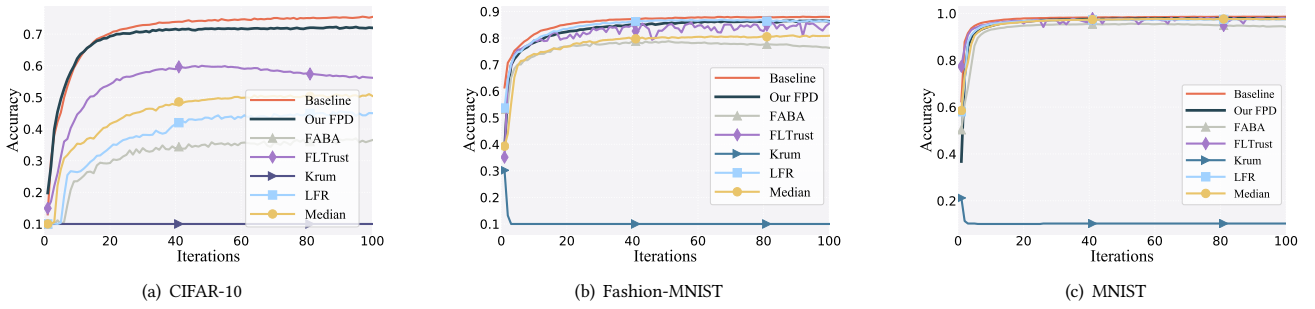 Accuracy
0.7
0.6
0.5
0.4
0.3
0.2
0.1
0 20 40 60 80 100
Iterations
Baseline
Our FPD
FABA
FLTrust
Krum
LFR
Median
(a) CIFAR-10
Accuracy
0.9
0.8
0.7
0.6
0.5
0.4
0.3
0.2
0.1
0 20 40 60 80 100
Iterations
Baseline
Our FPD
FABA
FLTrust
Krum
LFR
Median
(b) Fashion-MNIST
Accuracy
1.0
0.8
0.6
0.4
0.2
0 20 40 60 80 100
Iterations
Baseline
Our FPD
FABA
FLTrust
Krum
LFR
Median
(c) MNIST